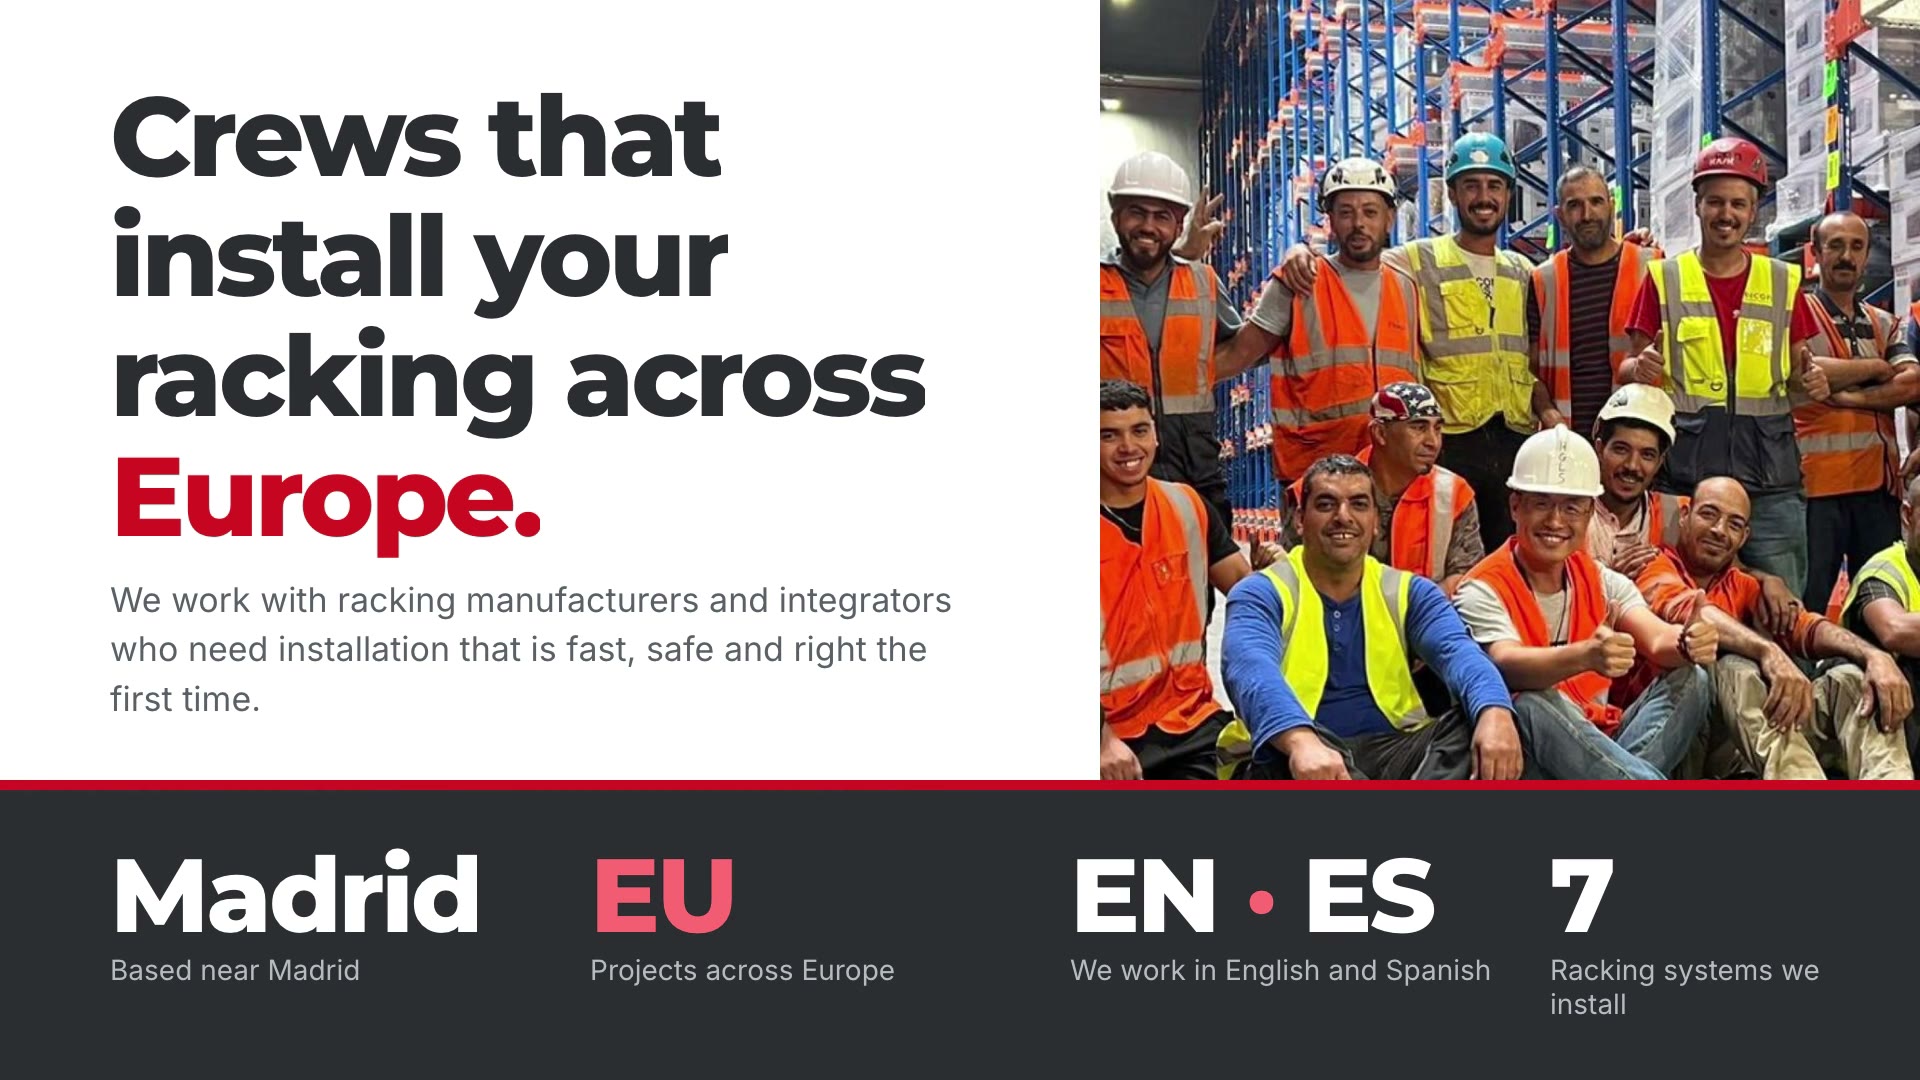 Crews that
install your
racking across
Europe.
We work with racking manufacturers and integrators
who need installation that is fast, safe and right the
first time.
KASK
Madrid
Based near Madrid
EU
Projects across Europe
EN · ES
We work in English and Spanish
7
Racking systems we
install